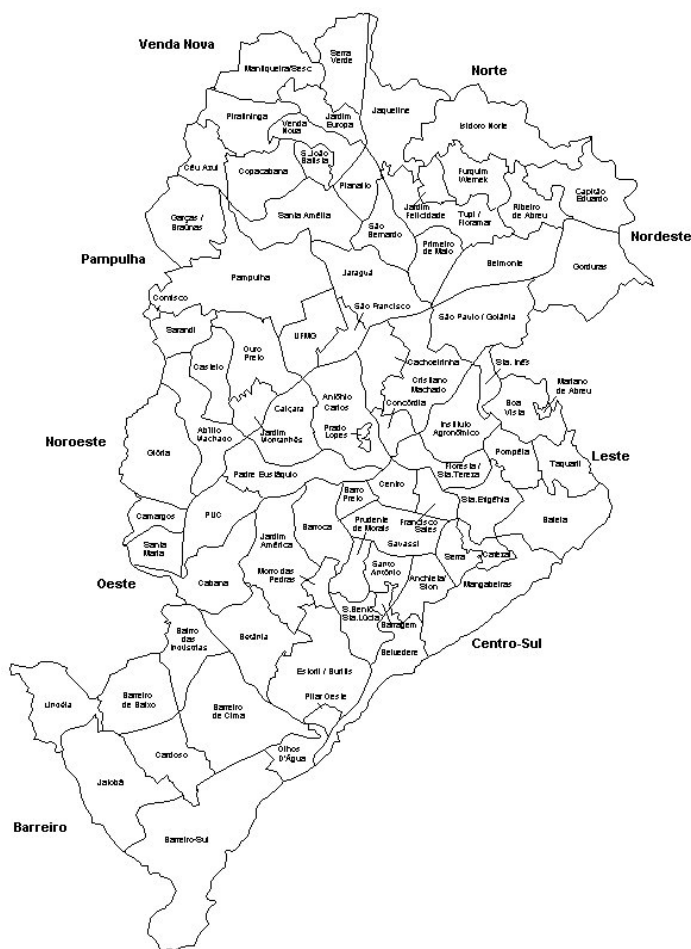 Venda Nova
Serra
Verde
Mantiqueira/Sesc
Norte
Jaqueline
Piratininga
Jardim
Europa
Venda
Nova
Isidoro Norte
S. João
Batista
Céu Azul
Copacabana
Planalto
Furquim
Wernek
Capitão
Eduardo
Jardim
Felicidade
Ribeiro
de Abreu
Garças /
Braúnas
Santa Amélia
Tupi /
Floramar
São
Bernardo
Nordeste
Primeiro
de Maio
Pampulha
Belmonte
Gorduras
Pampulha
Jaraguá
Confisco
São Francisco
São Paulo / Goiânia
Sarandi
UFMG
Ouro
Preto
Castelo
Cachoeirinha
Sta. Inês
Cristiano
Machado
Mariano
de Abreu
Antônio
Carlos
Concórdia
Boa
Vista
Caiçara
Abílio
Machado
Jardim
Montanhês
Prado
Lopes
Instituto
Agronômico
Noroeste
Glória
Leste
Pompéia
Taquaril
Padre Eustáquio
Floresta /
Sta.Tereza
Centro
Barro
Preto
Sta.Efigênia
Camargos
PUC
Barroca
Prudente
de Morais
Francisco
Sales
Baleia
Jardim
América
Savassi
Santa
Maria
Serra
Cafezal
Santo
Antônio
Morro das
Pedras
Anchieta/
Sion
Mangabeiras
Oeste
Cabana
S.Bento
Sta.Lúcia
Barragem
Bairro
das
Indústrias
Betânia
Centro-Sul
Belvedere
Estoril / Buritis
Lindéia
Barreiro
de Baixo
Pilar Oeste
Barreiro
de Cima
Cardoso
Olhos
D'Água
Jatobá
Barreiro
Barreiro-Sul